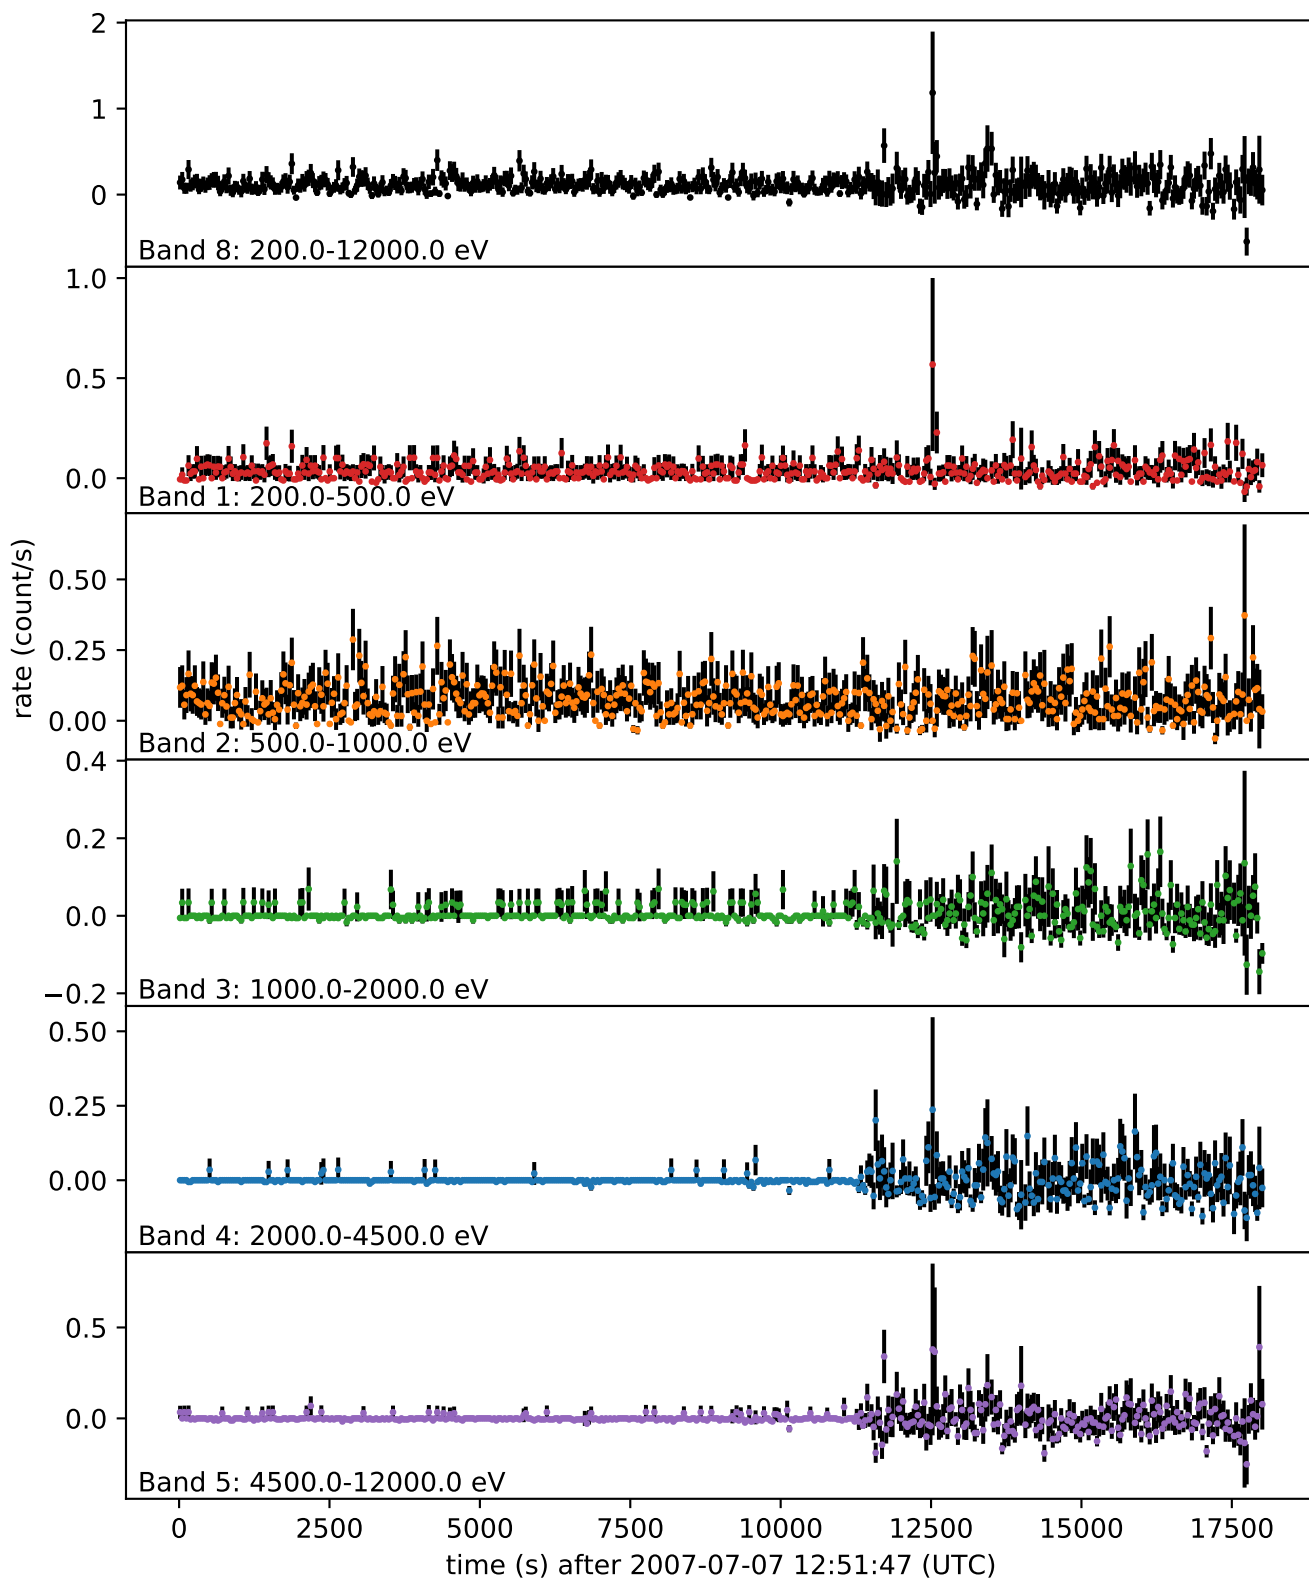 2
1
0
Band 8: 200.0-12000.0 eV
1.0
0.5
0.0
Band 1: 200.0-500.0 eV
rate (count/s)
0.50
0.25
0.00
Band 2: 500.0-1000.0 eV
0.4
0.2
0.0
−0.2
Band 3: 1000.0-2000.0 eV
0.50
0.25
0.00
Band 4: 2000.0-4500.0 eV
0.5
0.0
Band 5: 4500.0-12000.0 eV
0 2500 5000 7500 10000 12500 15000 17500
time (s) after 2007-07-07 12:51:47 (UTC)